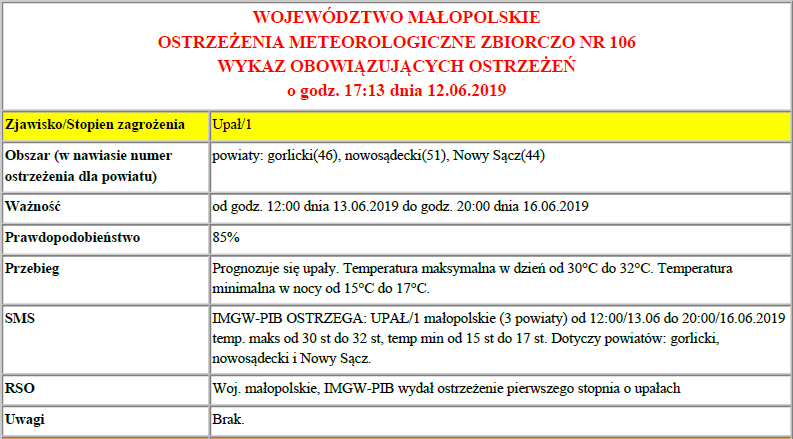 WOJEWÓDZTWO MAŁOPOLSKIE
OSTRZEŻENIA METEOROLOGICZNE ZBIORCZO NR 106
WYKAZ OBOWIĄZUJĄCYCH OSTRZEŻEŃ
o godz. 17:13 dnia 12.06.2019
Zjawisko/Stopien zagrożenia Upał/1
Obszar (w nawiasie numer powiaty: gorlicki(46), nowosądecki(51), Nowy Sącz(44)
ostrzeżenia dla powiatu)
Ważność od godz. 12:00 dnia 13.06.2019 do godz. 20:00 dnia 16.06.2019
Prawdopodobieństwo 85%
Przebieg Prognozuje się upały. Temperatura maksymalna w dzień od 30°C do 32°C. Temperatura
minimalna w nocy od 15°C do 17°C.
SMS IMGW-PIB OSTRZEGA: UPAŁ/1 małopolskie (3 powiaty) od 12:00/13.06 do 20:00/16.06.2019
temp. maks od 30 st do 32 st, temp min od 15 st do 17 st. Dotyczy powiatów: gorlicki,
nowosądecki i Nowy Sącz.
RSO Woj. małopolskie, IMGW-PIB wydał ostrzeżenie pierwszego stopnia o upałach
Uwagi Brak.